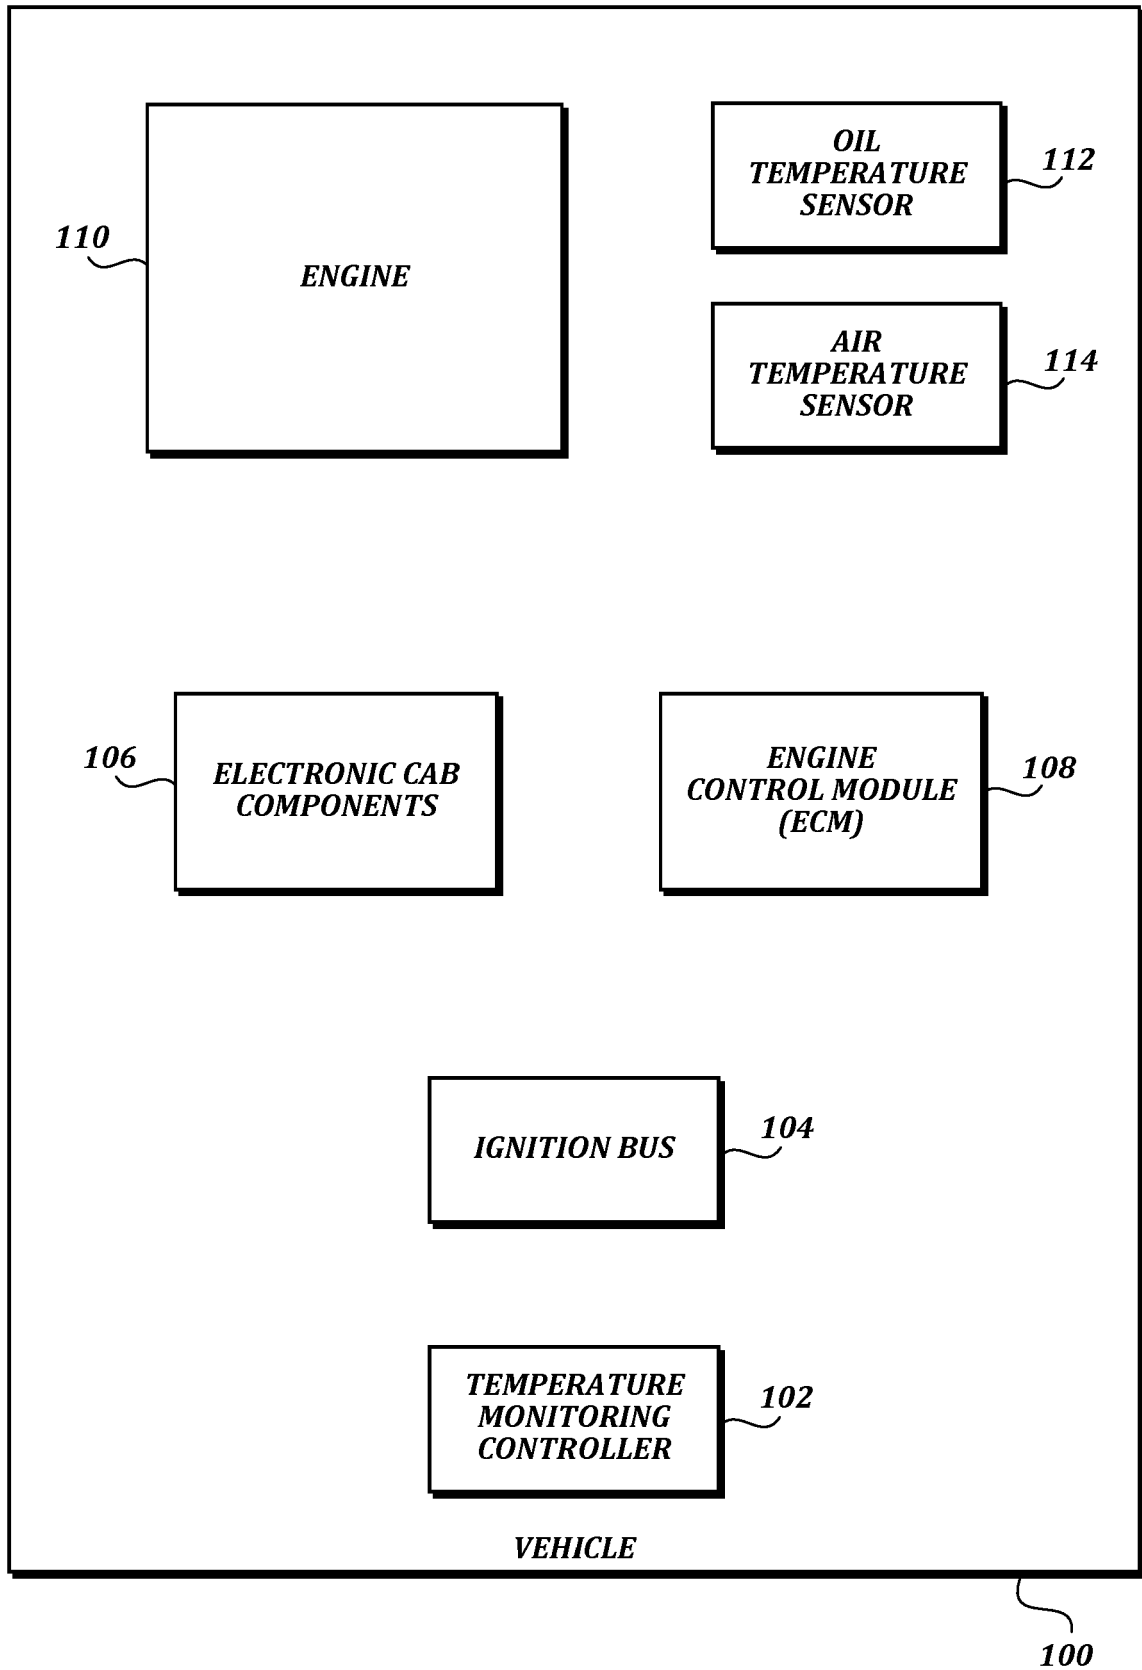 110
ENGINE
OIL
TEMPERATURE
SENSOR
112
AIR
TEMPERATURE
SENSOR
114
106
ELECTRONIC CAB
COMPONENTS
ENGINE
CONTROL MODULE
(ECM)
108
IGNITION BUS
104
TEMPERATURE
MONITORING
CONTROLLER
102
VEHICLE
100